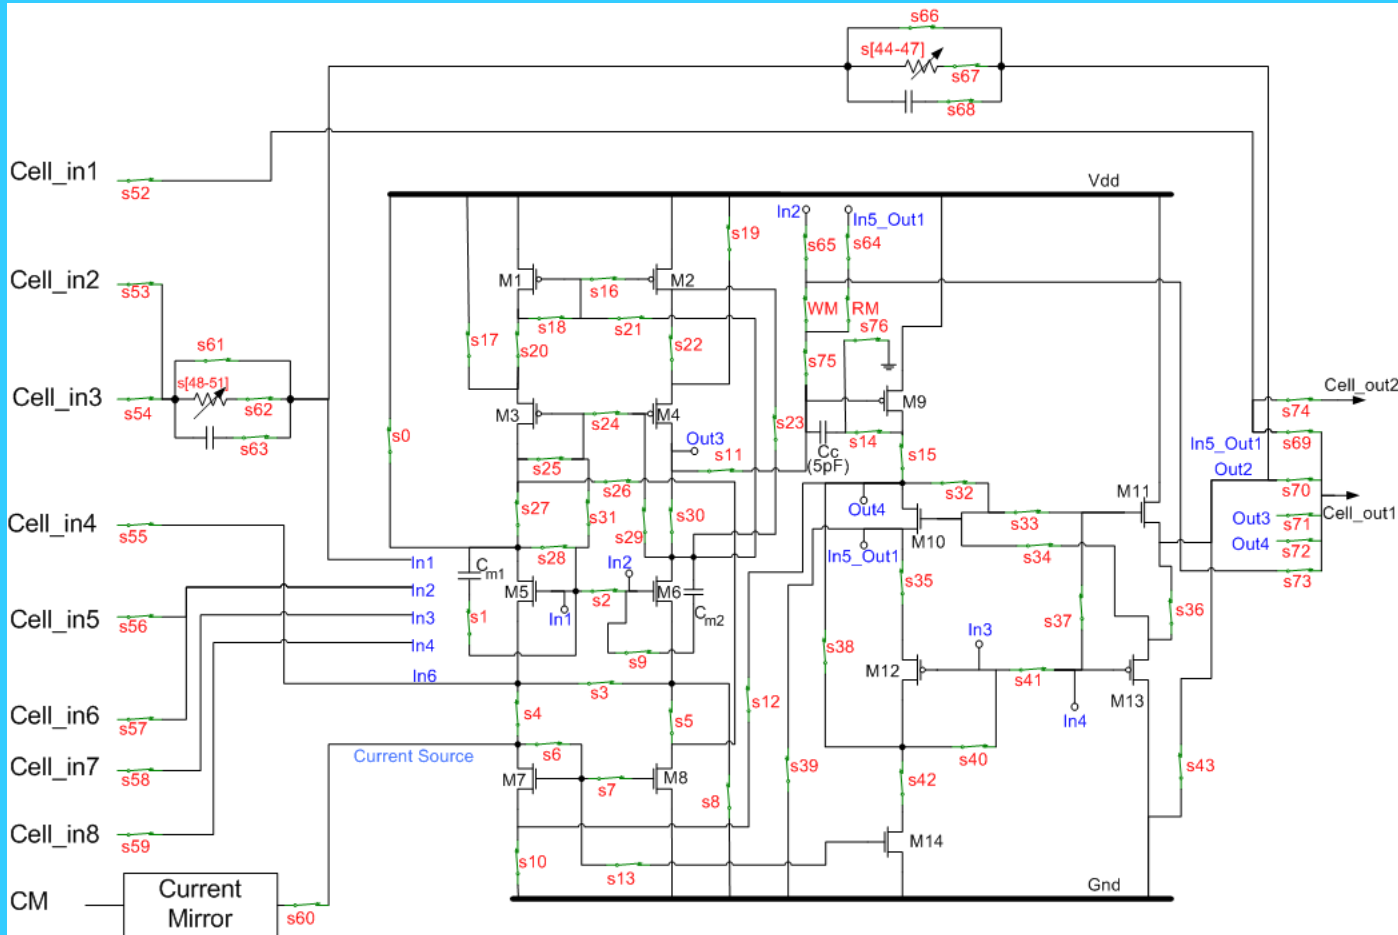 s66
s[44-47]
s67
s68
Cell_in1
s52
Vdd
In2
In5_Out1
s19
s65
s64
Cell_in2
s53
M1
s16
M2
WM
RM
s61
s17
s18
s21
s20
s22
s76
s75
s[48-51]
Cell_in3
s54
s62
s63
M3
s24
M4
s23
M9
Cell_out2
s74
s0
Out3
s11
Cc
(5pF)
s14
s69
In5_Out1
s25
s15
Out2
s26
s32
s70
M11
s27
s31
s29
s30
Out4
s33
Cell_out1
Cell_in4
s55
Out3
s71
M10
s34
Out4
s72
s28
In5_Out1
In1
Cm1
In2
s73
s35
In2
M5
s2
M6
Cm2
s36
Cell_in5
s56
In3
s1
In1
s37
In4
In3
s9
s38
M12
s41
In6
s3
M13
Cell_in6
s57
s4
s5
s12
In4
s6
Current Source
s40
Cell_in7
s58
M7
s7
M8
s39
s42
s43
s8
Cell_in8
s59
M14
s10
s13
Gnd
CM
Current
Mirror
s60